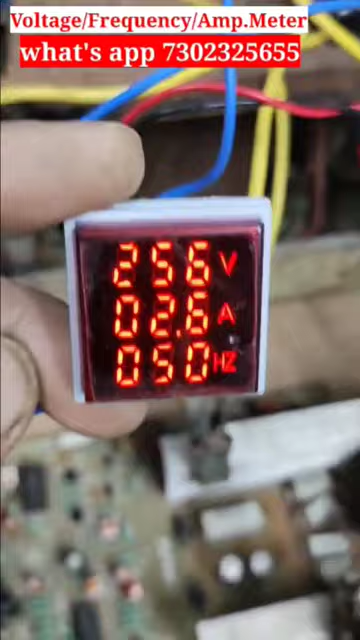 Voltage/Frequency/Amp.Meter
what's app 7302325655
256 V
02.6 A
050 HZ